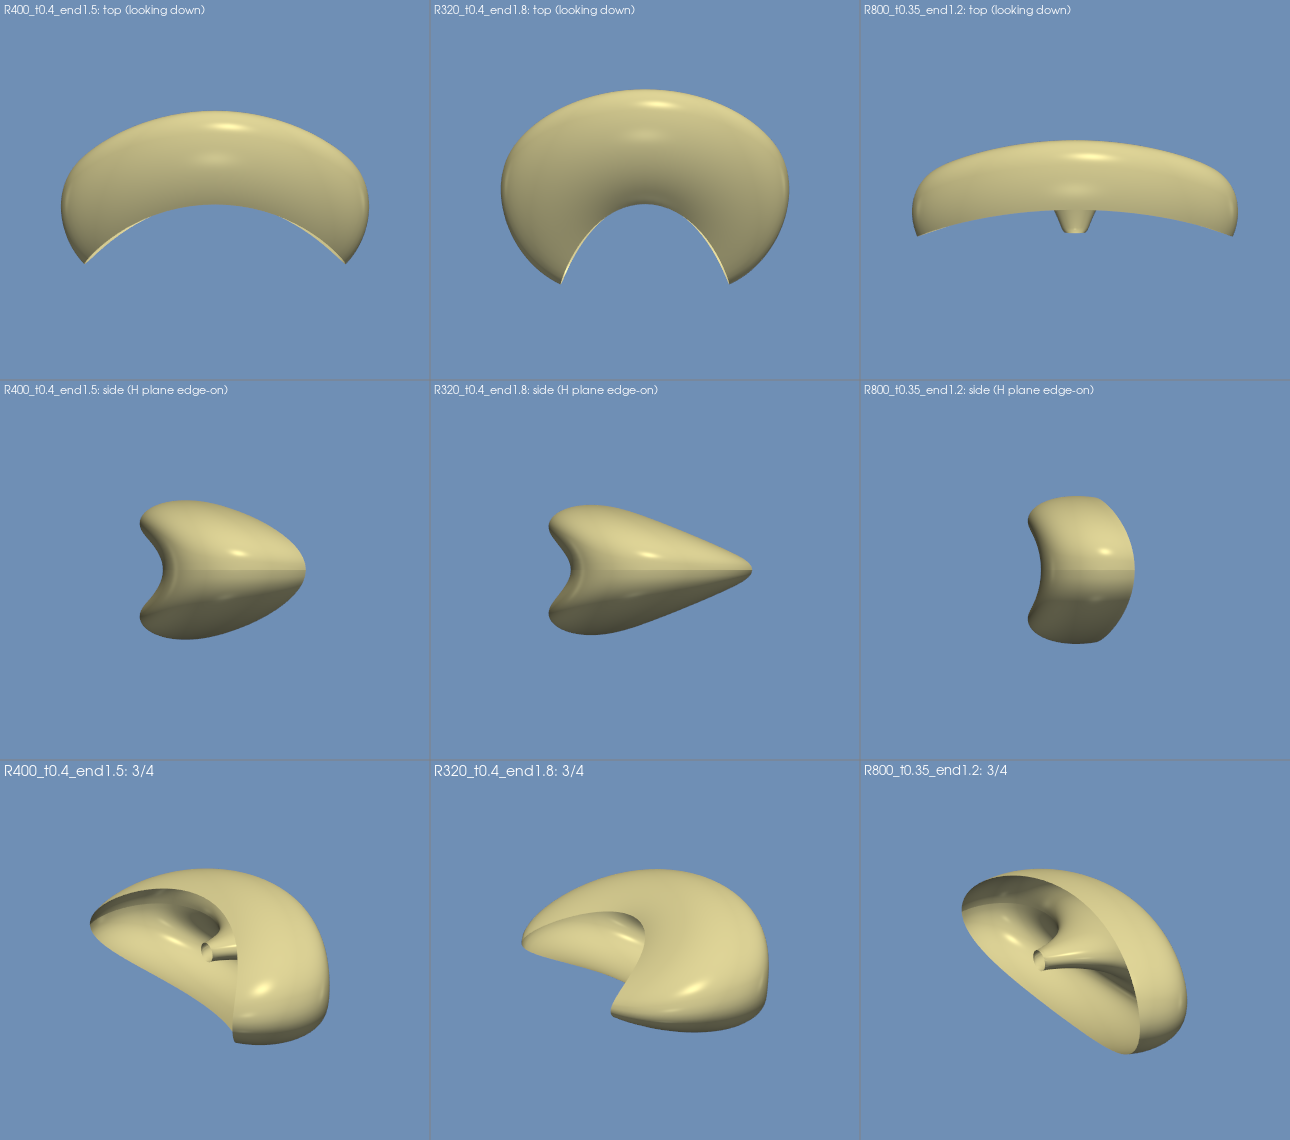 R400_t0.4_end1.5: top (looking down)
R320_t0.4_end1.8: top (looking down)
R800_t0.35_end1.2: top (looking down)
R400_t0.4_end1.5: side (H plane edge-on)
R320_t0.4_end1.8: side (H plane edge-on)
R800_t0.35_end1.2: side (H plane edge-on)
R400_t0.4_end1.5: 3/4
R320_t0.4_end1.8: 3/4
R800_t0.35_end1.2: 3/4